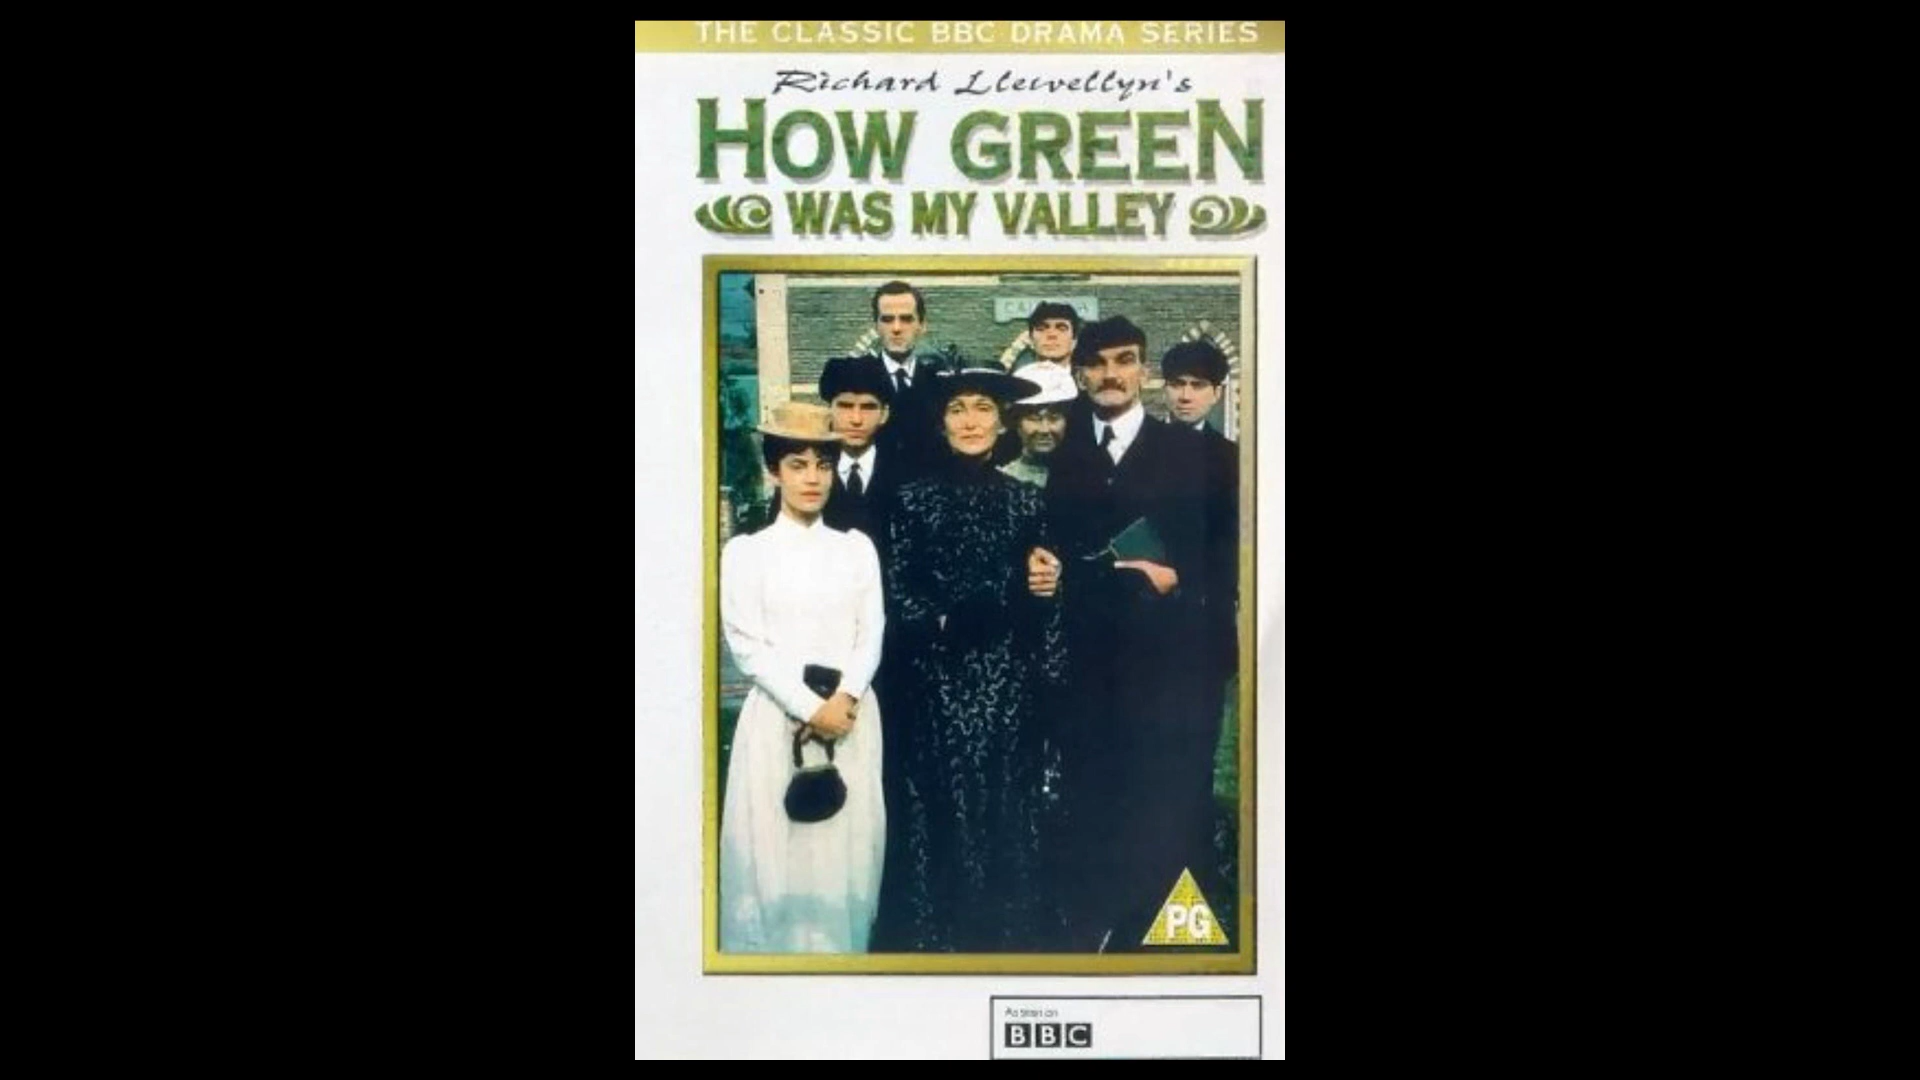 THE CLASSIC BBC DRAMA SERIES
Richard Llewellyn's
HOW GREEN
WAS MY VALLEY
PG
As seen on
BBC